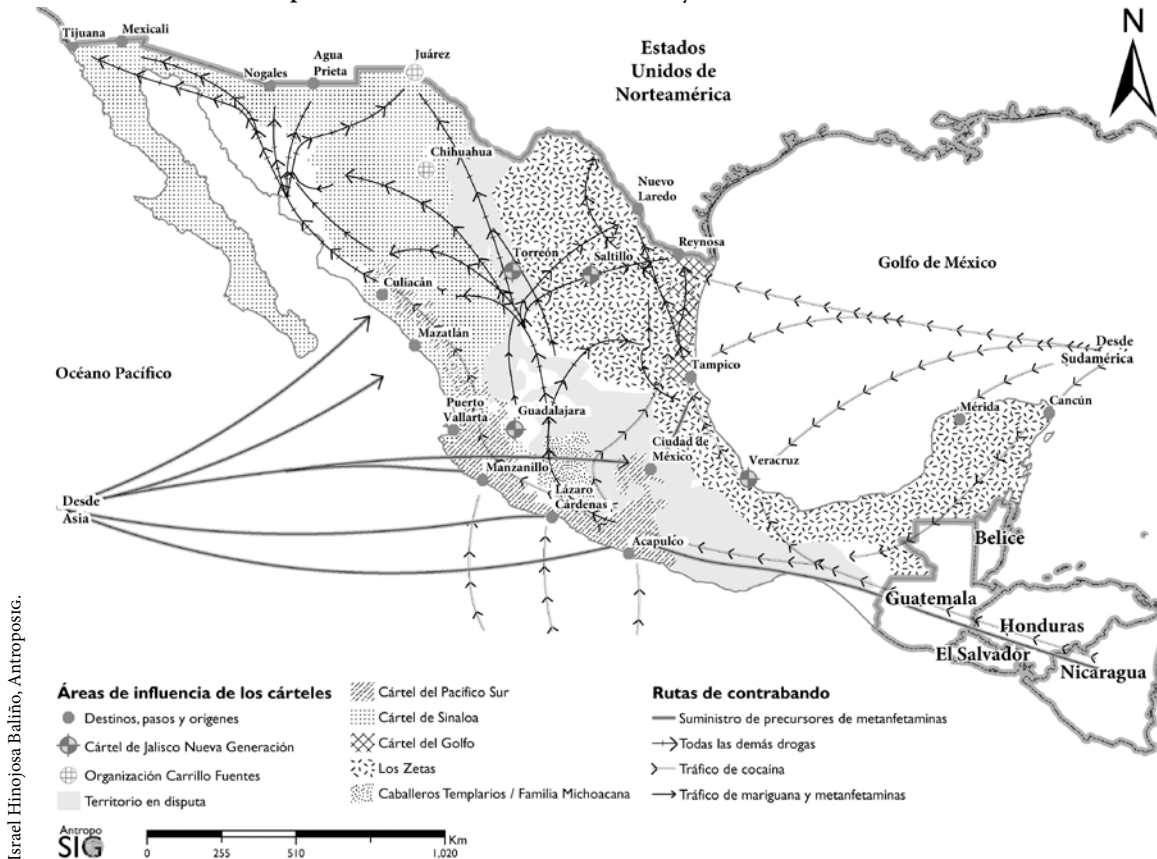 Tijuana
Mexicali
Nogales
Agua
Prieta
Juárez
Estados
Unidos de
Norteamérica
N
Chihuahua
Nuevo
Laredo
Reynosa
Torreón
Saltillo
Golfo de México
Culiacán
Mazatlán
Océano Pacífico
Desde
Sudamérica
Tampico
Puerto
Vallarta
Guadalajara
Mérida
Cancún
Ciudad de
México
Veracruz
Manzanillo
Desde
Asia
Lázaro
Cárdenas
Acapulco
Belice
Guatemala
Honduras
El Salvador
Nicaragua
Israel Hinojosa Baliño, AntropoSIG.
Áreas de influencia de los cárteles
Destinos, pasos y orígenes
Cártel de Jalisco Nueva Generación
Organización Carrillo Fuentes
Territorio en disputa
Cártel del Pacífico Sur
Cártel de Sinaloa
Cártel del Golfo
Los Zetas
Caballeros Templarios / Familia Michoacana
Rutas de contrabando
Suministro de precursores de metanfetaminas
Todas las demás drogas
Tráfico de cocaína
Tráfico de mariguana y metanfetaminas
Antropo
SIG
Km
0 255 510 1,020